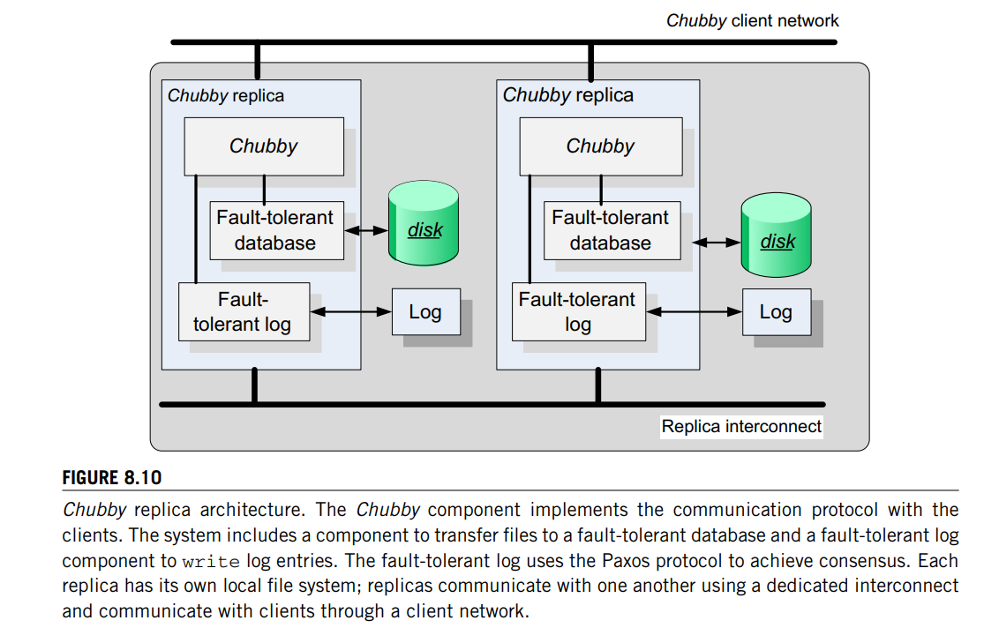 Chubby client network
Chubby replica
Chubby replica
Chubby
Chubby
Fault-tolerant
database
disk
Fault-tolerant
database
disk
Fault-
tolerant log
Log
Fault-tolerant
log
Log
Replica interconnect
FIGURE 8.10
Chubby replica architecture. The Chubby component implements the communication protocol with the
clients. The system includes a component to transfer files to a fault-tolerant database and a fault-tolerant log
component to write log entries. The fault-tolerant log uses the Paxos protocol to achieve consensus. Each
replica has its own local file system; replicas communicate with one another using a dedicated interconnect
and communicate with clients through a client network.